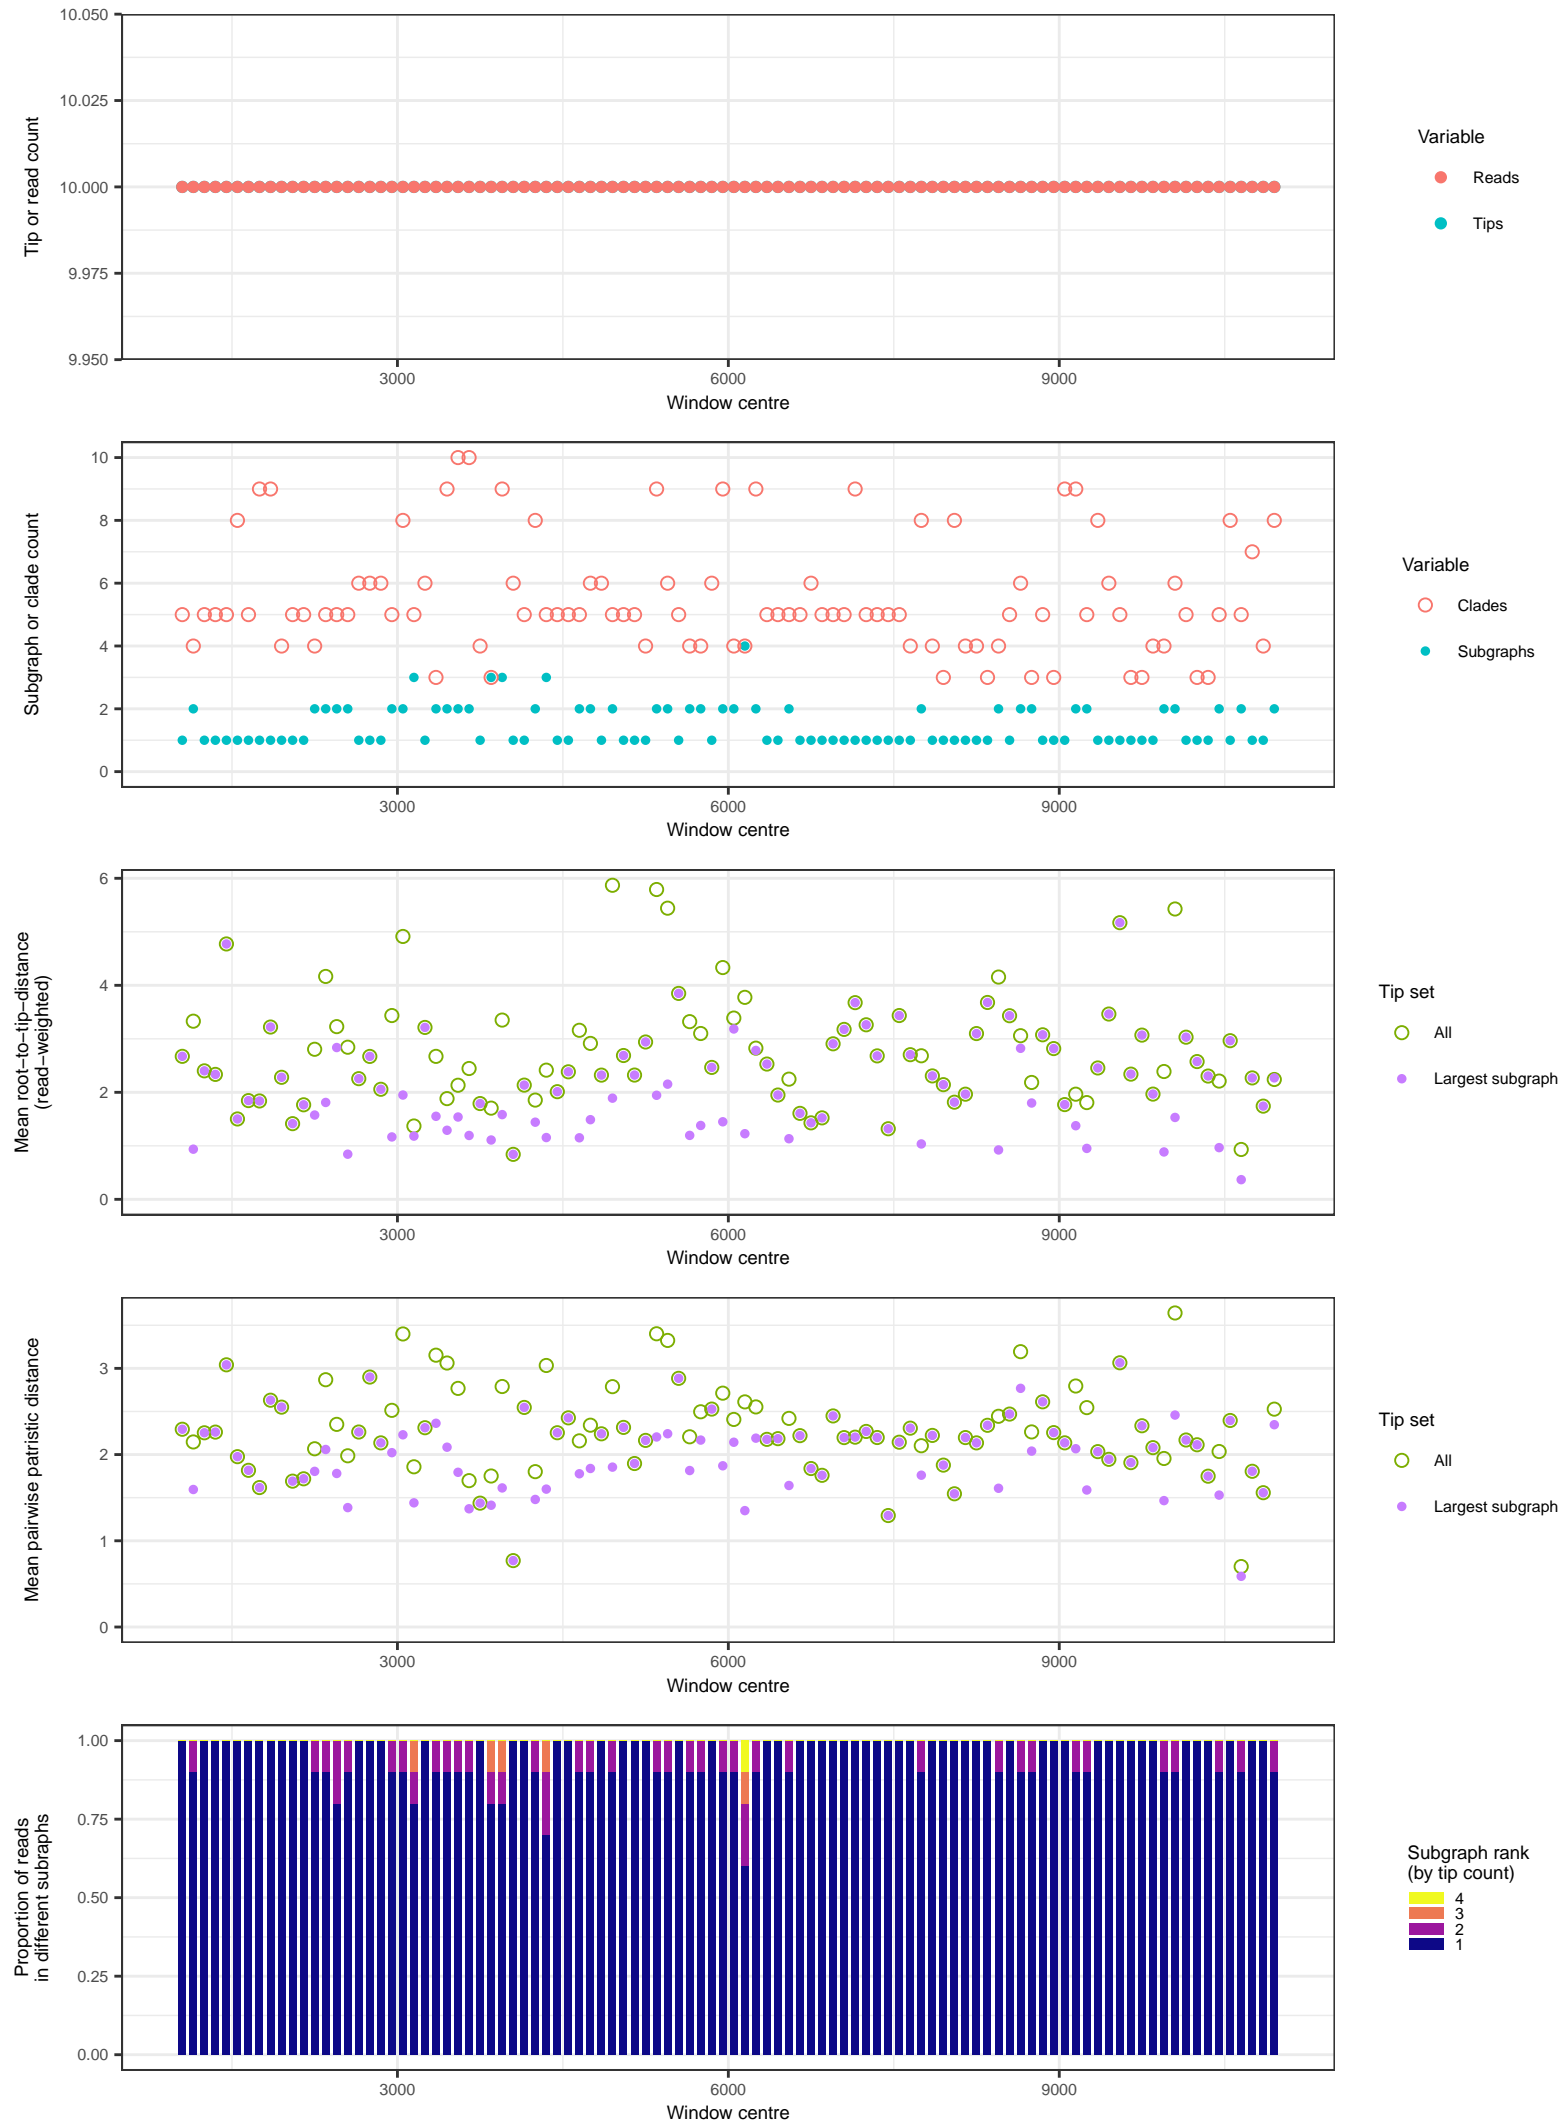 10.050
10.025
10.000
9.975
9.950
Tip or read count
3000 6000 9000
Window centre
Variable
Reads
Tips
10
8
6
4
2
0
Subgraph or clade count
3000 6000 9000
Window centre
Variable
Clades
Subgraphs
6
4
2
0
Mean root−to−tip−distance
(read−weighted)
3000 6000 9000
Window centre
Tip set
All
Largest subgraph
3
2
1
0
Mean pairwise patristic distance
3000 6000 9000
Window centre
Tip set
All
Largest subgraph
1.00
0.75
0.50
0.25
0.00
Proportion of reads
in different subraphs
3000 6000 9000
Window centre
Subgraph rank
(by tip count)
4
3
2
1